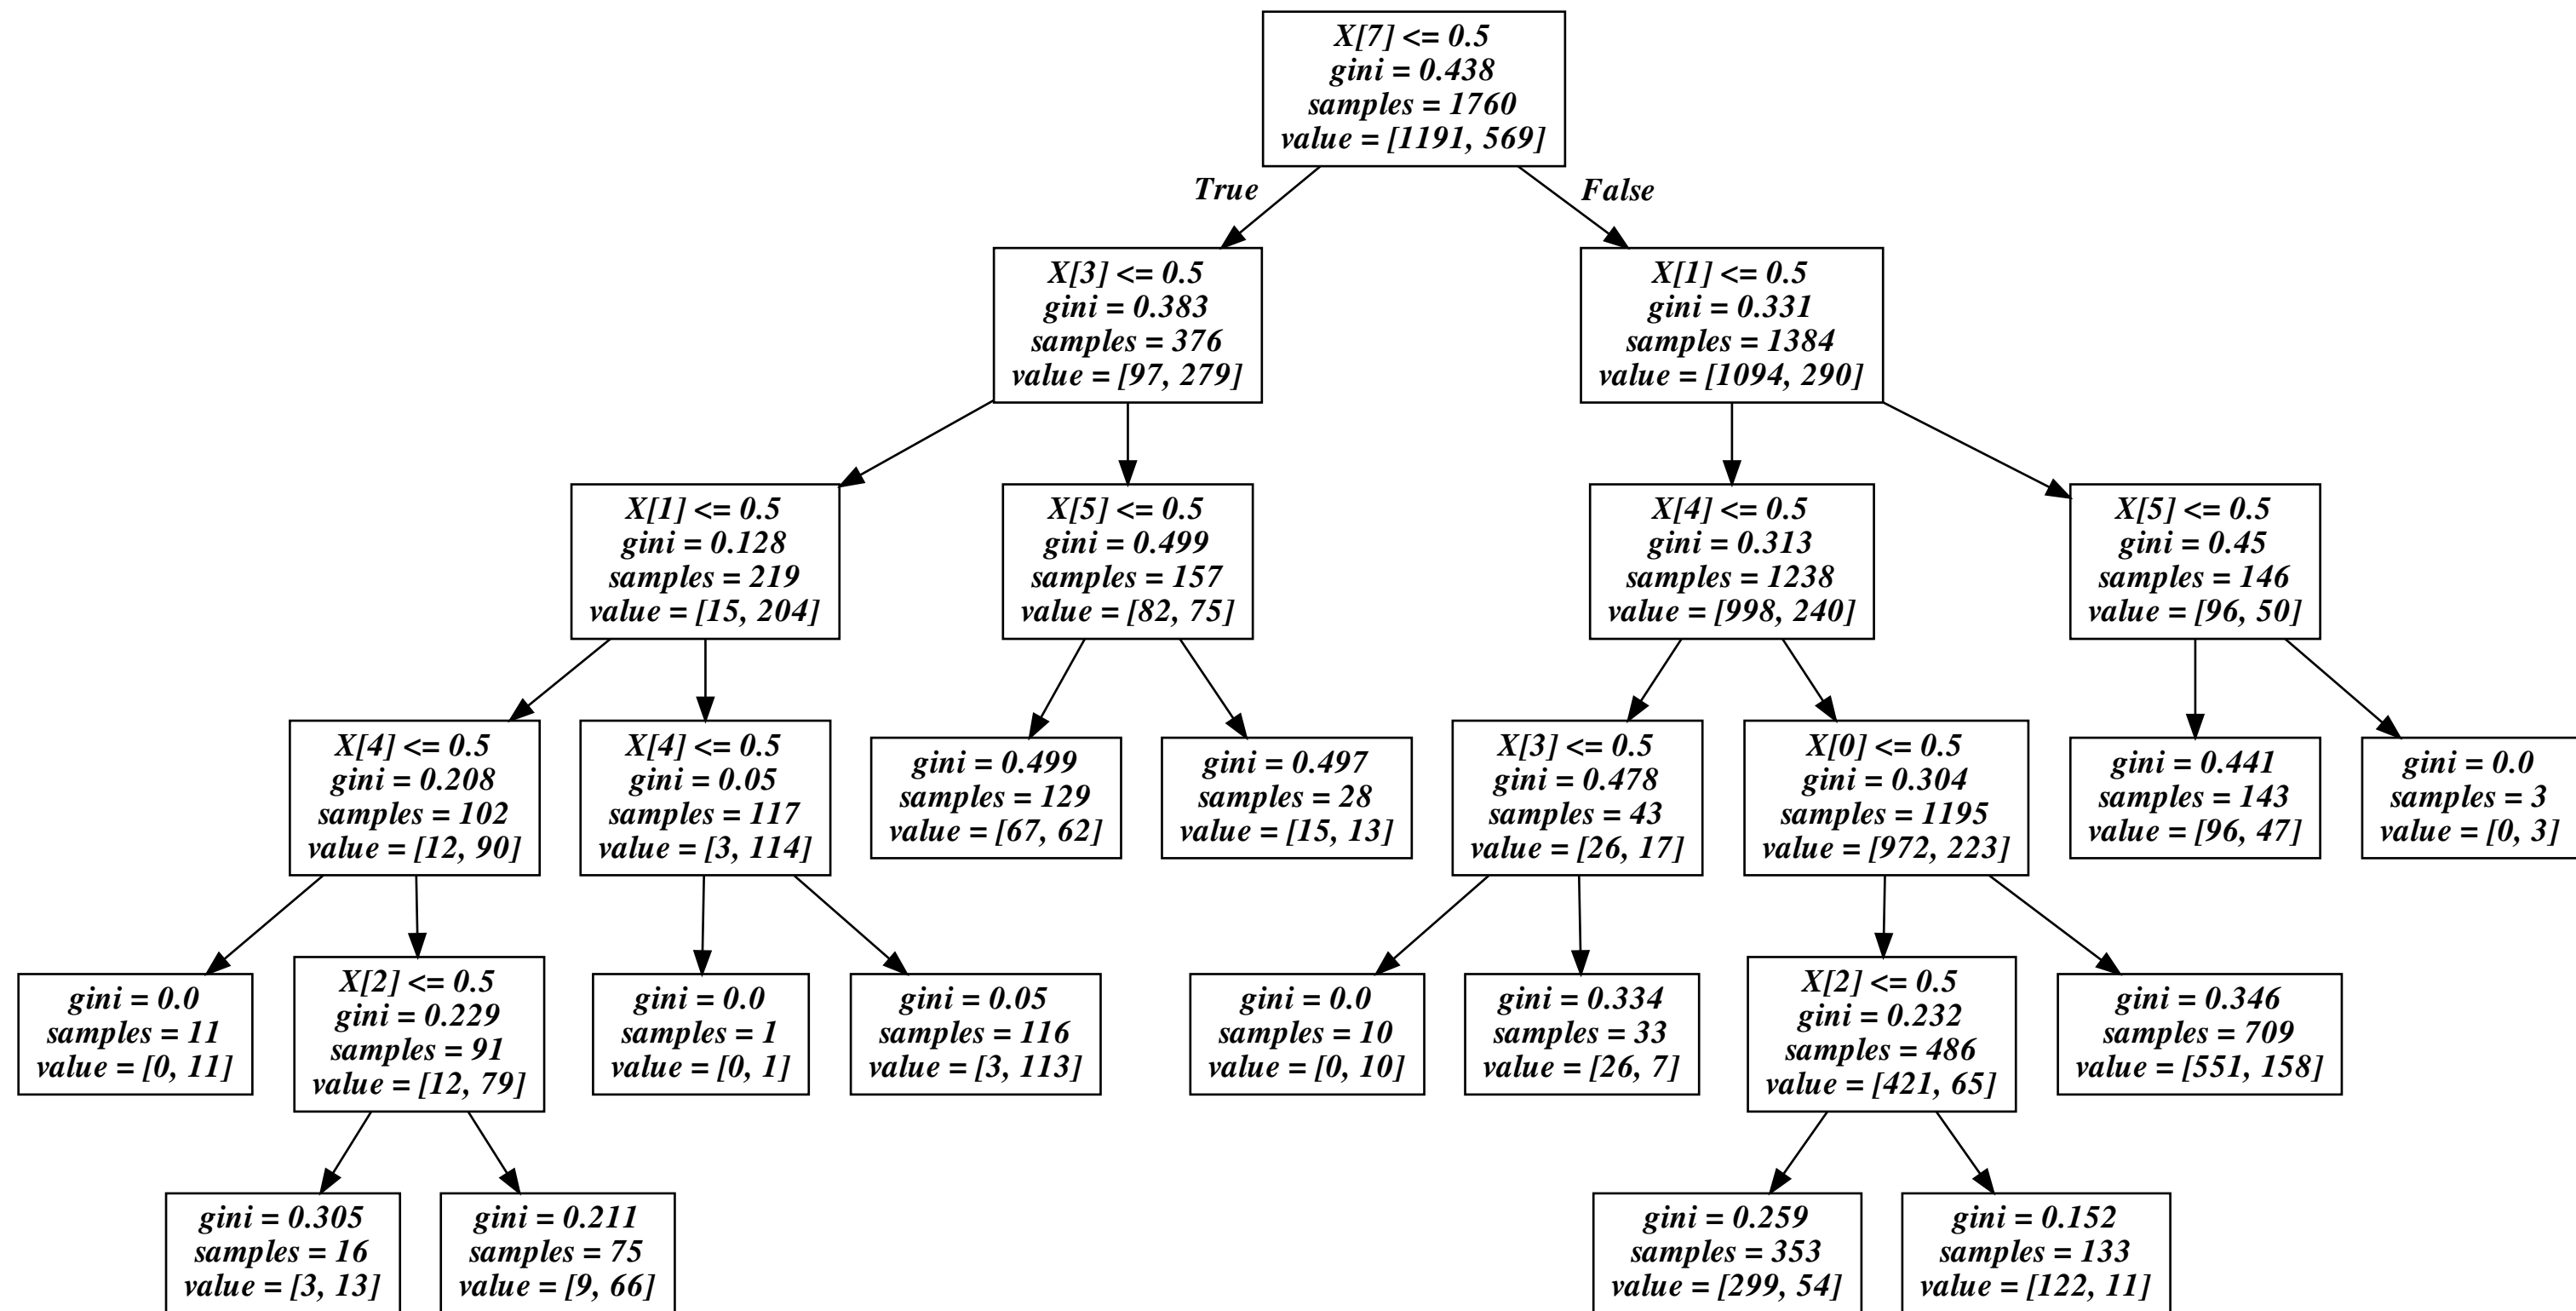 X[7] <= 0.5
gini = 0.438
samples = 1760
value = [1191, 569]
True
False
X[3] <= 0.5
gini = 0.383
samples = 376
value = [97, 279]
X[1] <= 0.5
gini = 0.331
samples = 1384
value = [1094, 290]
X[1] <= 0.5
gini = 0.128
samples = 219
value = [15, 204]
X[5] <= 0.5
gini = 0.499
samples = 157
value = [82, 75]
X[4] <= 0.5
gini = 0.313
samples = 1238
value = [998, 240]
X[5] <= 0.5
gini = 0.45
samples = 146
value = [96, 50]
X[4] <= 0.5
gini = 0.208
samples = 102
value = [12, 90]
X[4] <= 0.5
gini = 0.05
samples = 117
value = [3, 114]
gini = 0.499
samples = 129
value = [67, 62]
gini = 0.497
samples = 28
value = [15, 13]
X[3] <= 0.5
gini = 0.478
samples = 43
value = [26, 17]
X[0] <= 0.5
gini = 0.304
samples = 1195
value = [972, 223]
gini = 0.441
samples = 143
value = [96, 47]
gini = 0.0
samples = 3
value = [0, 3]
gini = 0.0
samples = 11
value = [0, 11]
X[2] <= 0.5
gini = 0.229
samples = 91
value = [12, 79]
gini = 0.0
samples = 1
value = [0, 1]
gini = 0.05
samples = 116
value = [3, 113]
gini = 0.0
samples = 10
value = [0, 10]
gini = 0.334
samples = 33
value = [26, 7]
X[2] <= 0.5
gini = 0.232
samples = 486
value = [421, 65]
gini = 0.346
samples = 709
value = [551, 158]
gini = 0.305
samples = 16
value = [3, 13]
gini = 0.211
samples = 75
value = [9, 66]
gini = 0.259
samples = 353
value = [299, 54]
gini = 0.152
samples = 133
value = [122, 11]